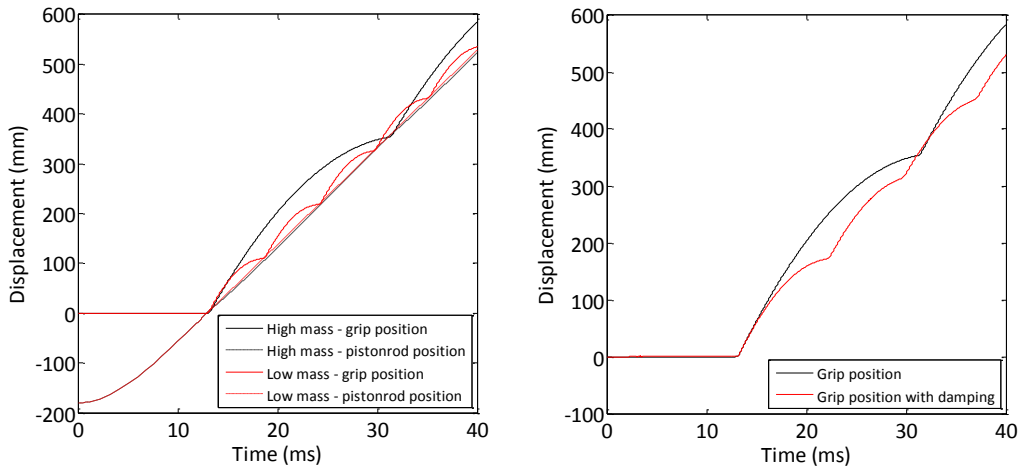 600
500
400
300
200
100
0
-100
-200
Displacement (mm)
0
10
20
30
40
Time (ms)
High mass - grip position
High mass - pistonrod position
Low mass - grip position
Low mass - pistonrod position
600
500
400
300
200
100
0
-100
Displacement (mm)
0
10
20
30
40
Time (ms)
Grip position
Grip position with damping